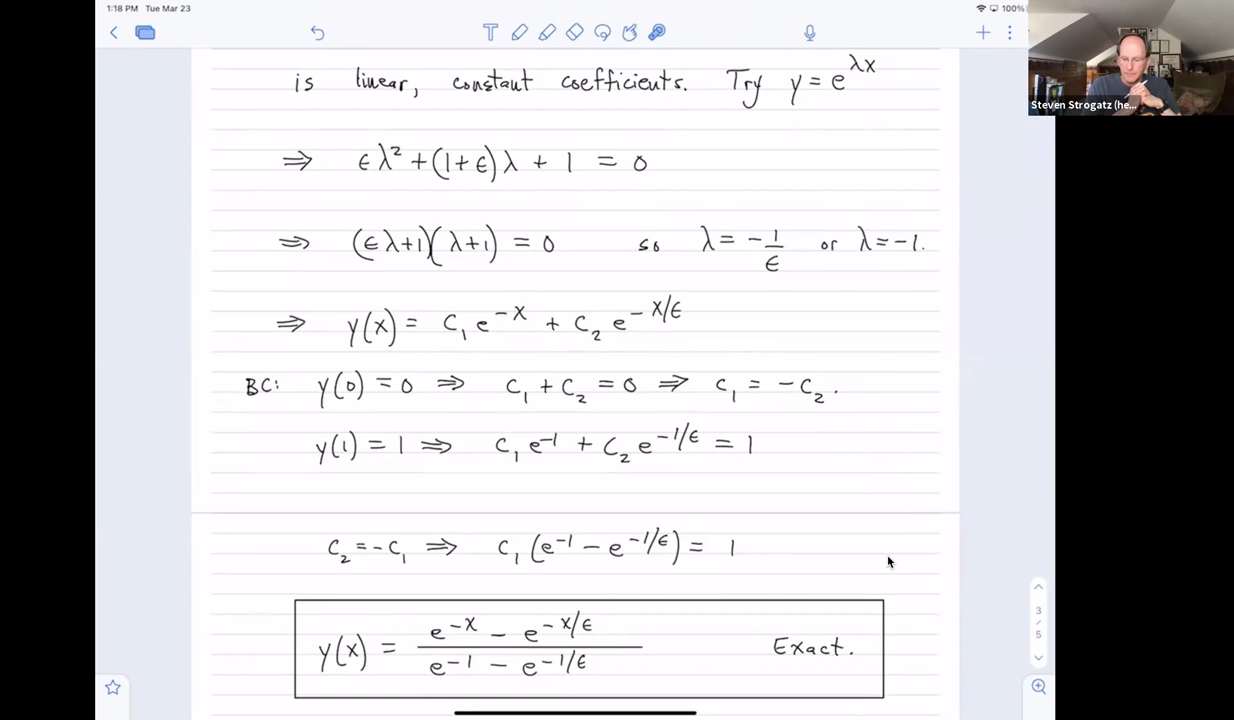 1:18 PM Tue Mar 23
100%
Steven Strogatz (he...
is linear, constant coefficients. Try y = e^{λx}
⇒ ϵλ² + (1+ϵ)λ + 1 = 0
⇒ (ϵλ+1)(λ+1) = 0 so λ = -1/ϵ or λ = -1.
⇒ y(x) = C₁e^{-x} + C₂e^{-x/ϵ}
BC: y(0) = 0 ⇒ C₁ + C₂ = 0 ⇒ C₁ = -C₂.
y(1) = 1 ⇒ C₁e^{-1} + C₂e^{-1/ϵ} = 1
C₂ = -C₁ ⇒ C₁(e^{-1} - e^{-1/ϵ}) = 1
y(x) = (e^{-x} - e^{-x/ϵ}) / (e^{-1} - e^{-1/ϵ}) Exact.
3
/
5